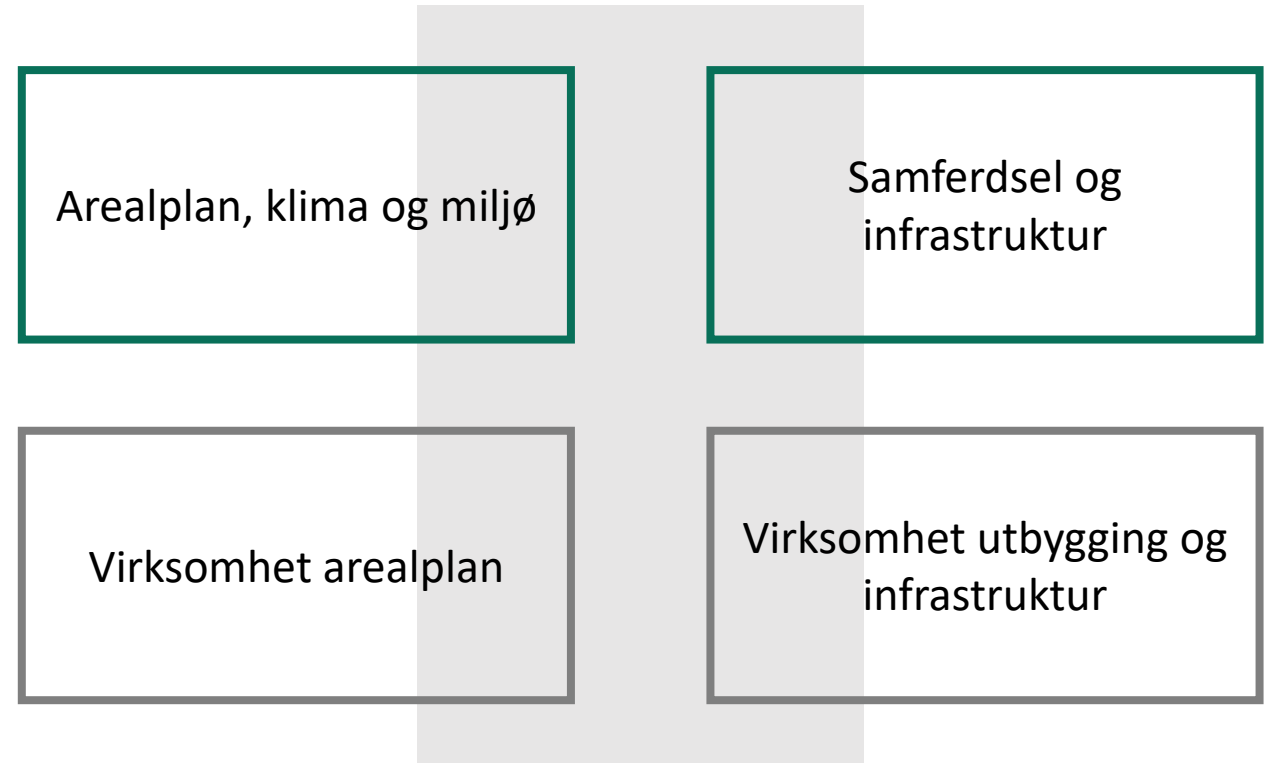 Arealplan, klima og miljø
Samferdsel og
infrastruktur
Virksomhet arealplan
Virksomhet utbygging og
infrastruktur